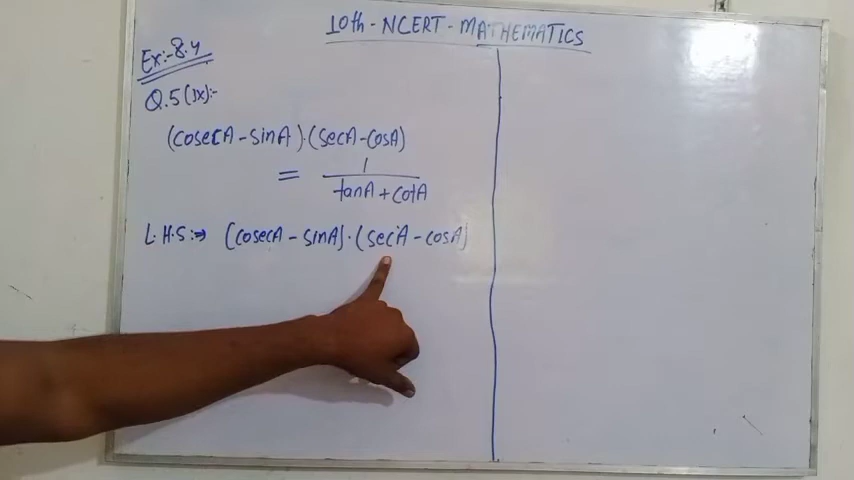 10th-NCERT-MATHEMATICS
Ex:-8.4
Q.5(IX):-
(cosecA-sinA).(secA-cosA)
= 1
tanA+cotA
L.H.S:⇒ (cosecA-sinA).(secA-cosA)